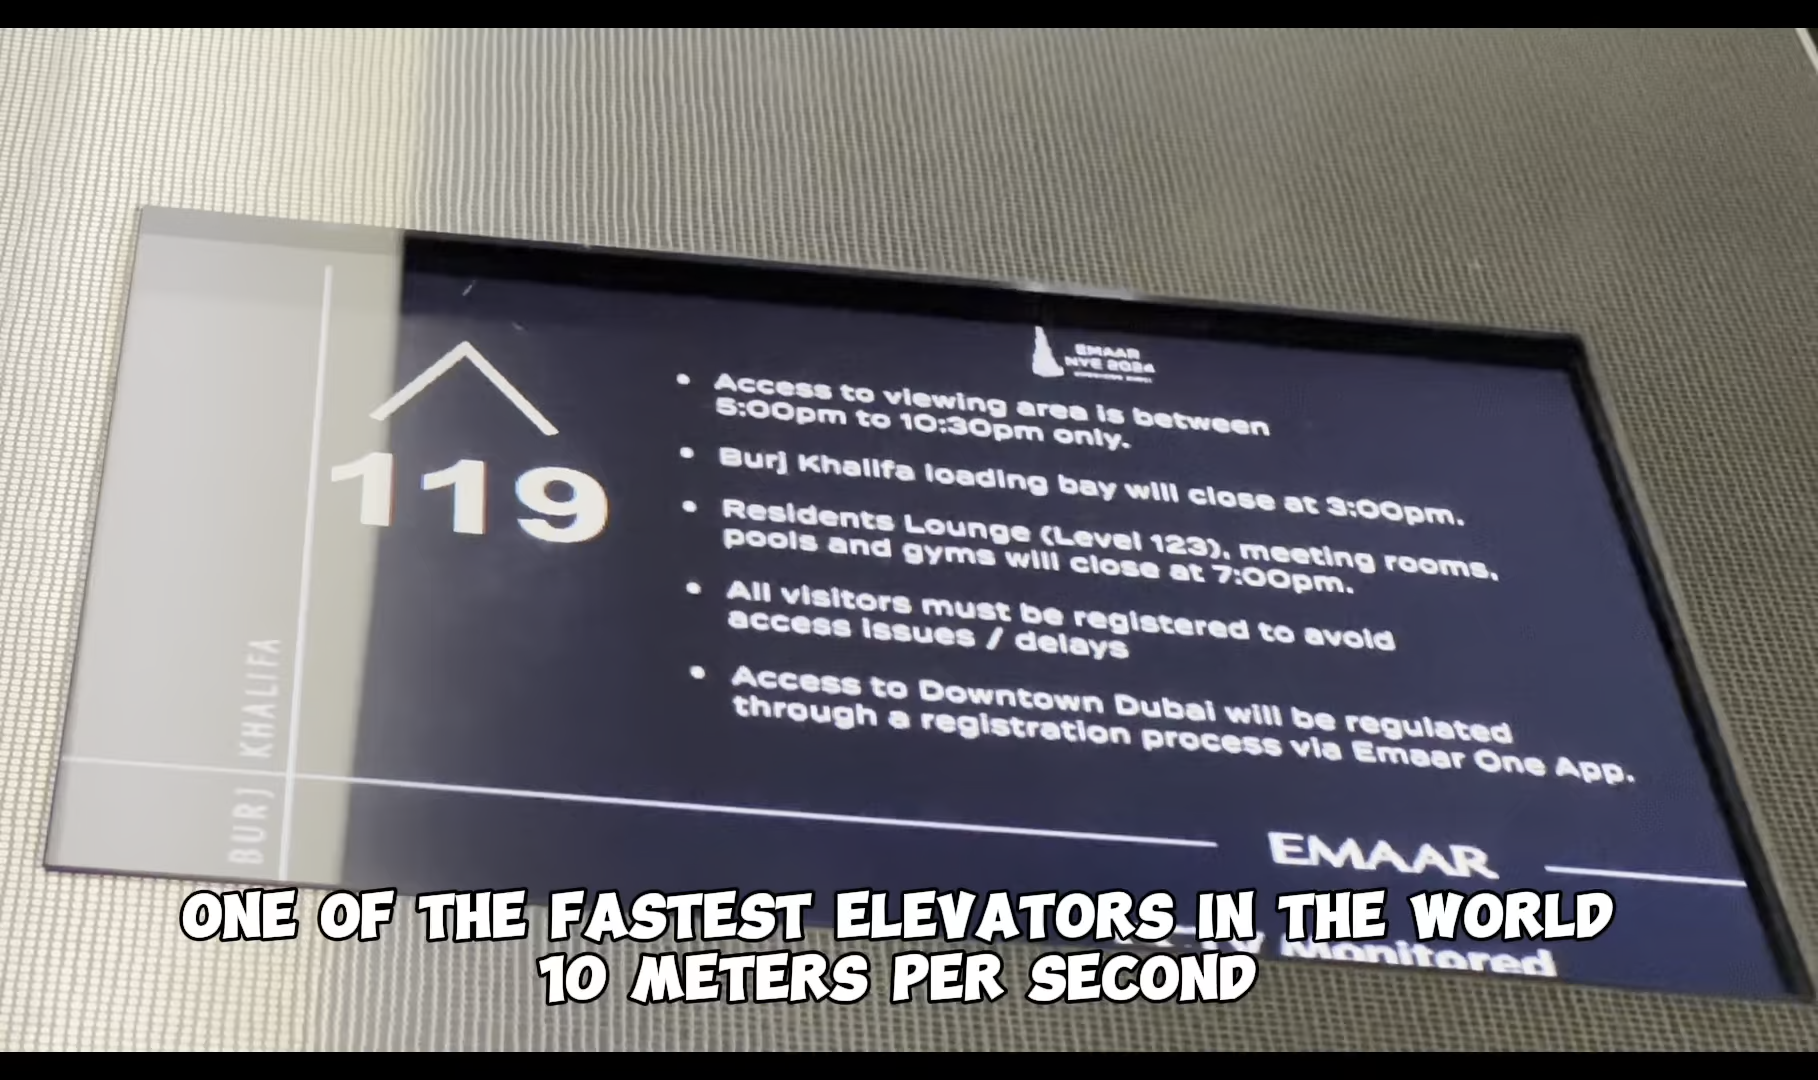 EMAAR
NYE 2024
119
• Access to viewing area is between
5:00pm to 10:30pm only.
• Burj Khalifa loading bay will close at 3:00pm.
• Residents Lounge (Level 123), meeting rooms,
pools and gyms will close at 7:00pm.
• All visitors must be registered to avoid
access issues / delays
• Access to Downtown Dubai will be regulated
through a registration process via Emaar One App.
BURJ KHALIFA
EMAAR
Monitored
ONE OF THE FASTEST ELEVATORS IN THE WORLD
10 METERS PER SECOND